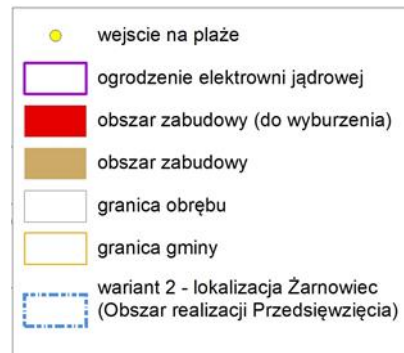 wejscie na plaże
ogrodzenie elektrowni jądrowej
obszar zabudowy (do wyburzenia)
obszar zabudowy
granica obrębu
granica gminy
wariant 2 - lokalizacja Żarnowiec
(Obszar realizacji Przedsięwzięcia)